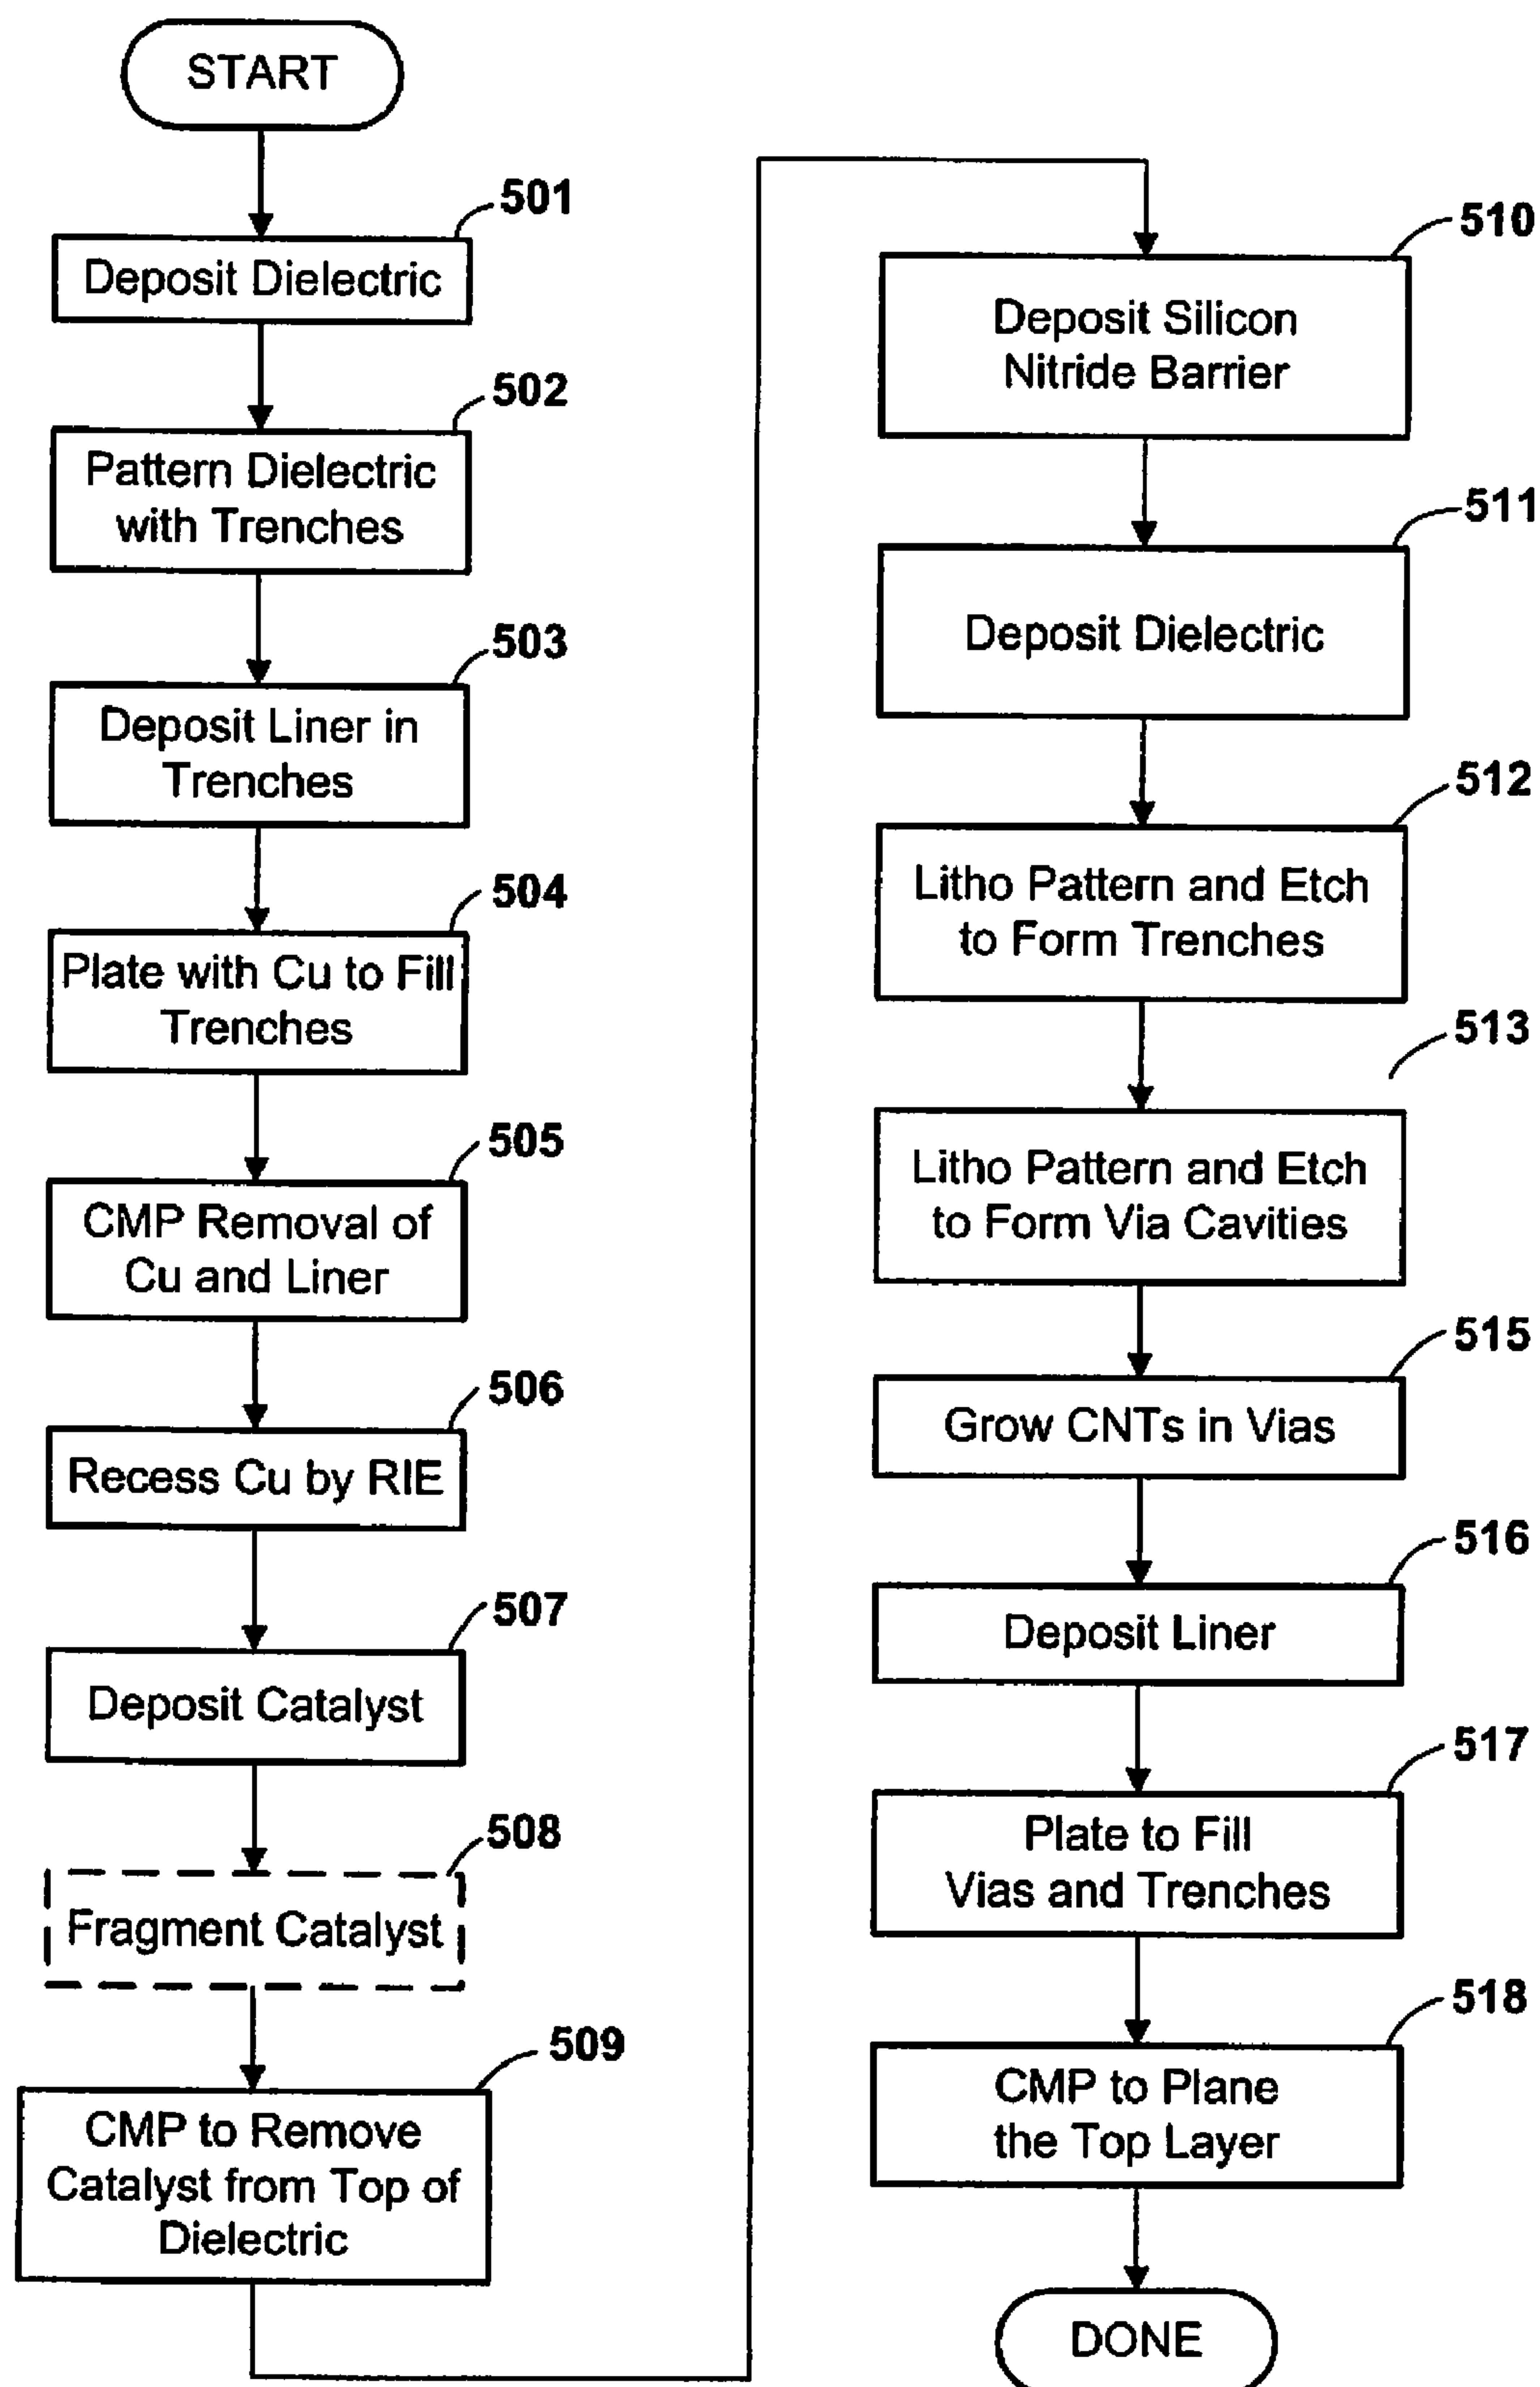 START
501
Deposit Dielectric
502
Pattern Dielectric
with Trenches
503
Deposit Liner in
Trenches
504
Plate with Cu to Fill
Trenches
505
CMP Removal of
Cu and Liner
506
Recess Cu by RIE
507
Deposit Catalyst
508
Fragment Catalyst
509
CMP to Remove
Catalyst from Top of
Dielectric
510
Deposit Silicon
Nitride Barrier
511
Deposit Dielectric
512
Litho Pattern and Etch
to Form Trenches
513
Litho Pattern and Etch
to Form Via Cavities
515
Grow CNTs in Vias
516
Deposit Liner
517
Plate to Fill
Vias and Trenches
518
CMP to Plane
the Top Layer
DONE